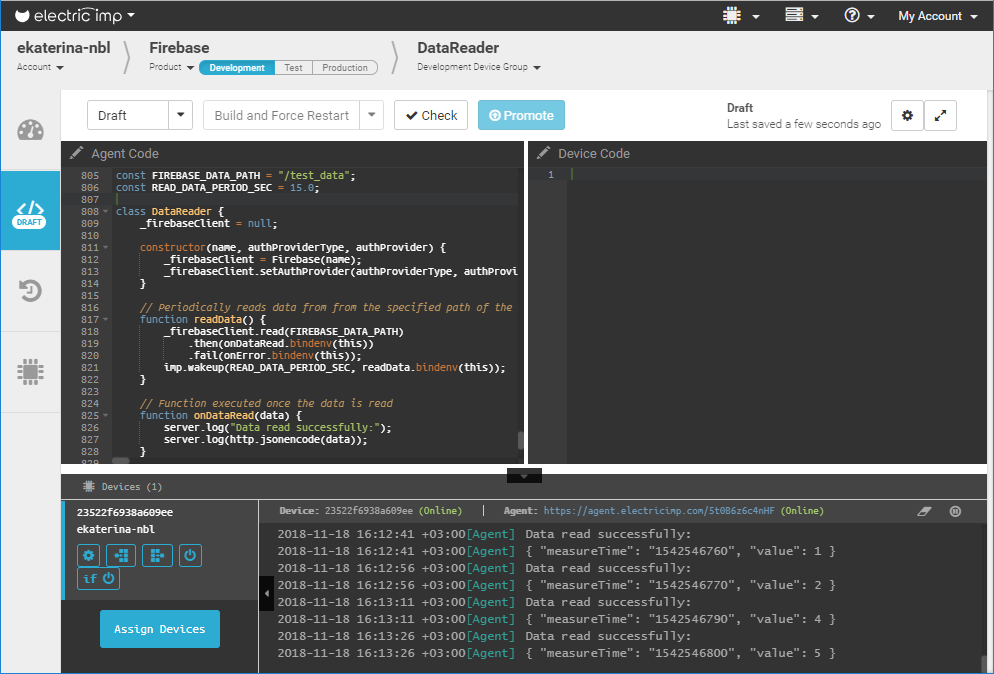 electric imp
My Account
ekaterina-nbl
Account
Firebase
Product Development Test Production
DataReader
Development Device Group
Draft
Build and Force Restart
Check
Promote
Draft
Last saved a few seconds ago
Agent Code
805 const FIREBASE_DATA_PATH = "/test_data";
806 const READ_DATA_PERIOD_SEC = 15.0;
807
808 class DataReader {
809 _firebaseClient = null;
810
811 constructor(name, authProviderType, authProvider) {
812 _firebaseClient = Firebase(name);
813 _firebaseClient.setAuthProvider(authProviderType, authProvi
814 }
815
816 // Periodically reads data from from the specified path of the
817 function readData() {
818 _firebaseClient.read(FIREBASE_DATA_PATH)
819 .then(onDataRead.bindenv(this))
820 .fail(onError.bindenv(this));
821 imp.wakeup(READ_DATA_PERIOD_SEC, readData.bindenv(this));
822 }
823
824 // Function executed once the data is read
825 function onDataRead(data) {
826 server.log("Data read successfully:");
827 server.log(http.jsonencode(data));
828 }
829
Device Code
1
DRAFT
Devices (1)
23522f6938a609ee
ekaterina-nbl
if
Assign Devices
Device: 23522f6938a609ee (Online) | Agent: https://agent.electricimp.com/5t0B6z6c4nHF (Online)
2018-11-18 16:12:41 +03:00[Agent] Data read successfully:
2018-11-18 16:12:41 +03:00[Agent] { "measureTime": "1542546760", "value": 1 }
2018-11-18 16:12:56 +03:00[Agent] Data read successfully:
2018-11-18 16:12:56 +03:00[Agent] { "measureTime": "1542546770", "value": 2 }
2018-11-18 16:13:11 +03:00[Agent] Data read successfully:
2018-11-18 16:13:11 +03:00[Agent] { "measureTime": "1542546790", "value": 4 }
2018-11-18 16:13:26 +03:00[Agent] Data read successfully:
2018-11-18 16:13:26 +03:00[Agent] { "measureTime": "1542546800", "value": 5 }